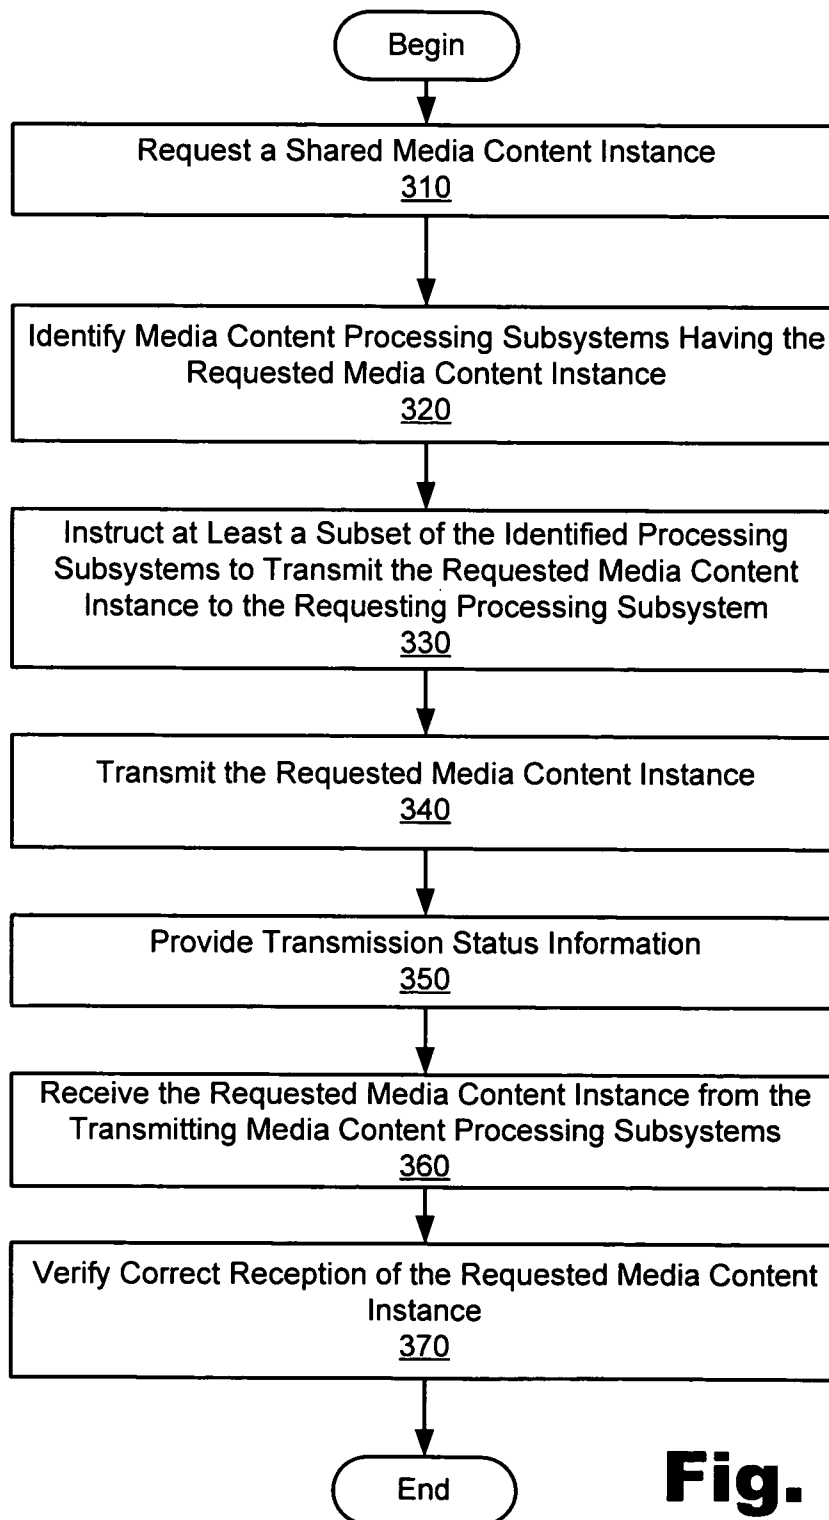 Begin
Request a Shared Media Content Instance
310
Identify Media Content Processing Subsystems Having the
Requested Media Content Instance
320
Instruct at Least a Subset of the Identified Processing
Subsystems to Transmit the Requested Media Content
Instance to the Requesting Processing Subsystem
330
Transmit the Requested Media Content Instance
340
Provide Transmission Status Information
350
Receive the Requested Media Content Instance from the
Transmitting Media Content Processing Subsystems
360
Verify Correct Reception of the Requested Media Content
Instance
370
End
Fig.